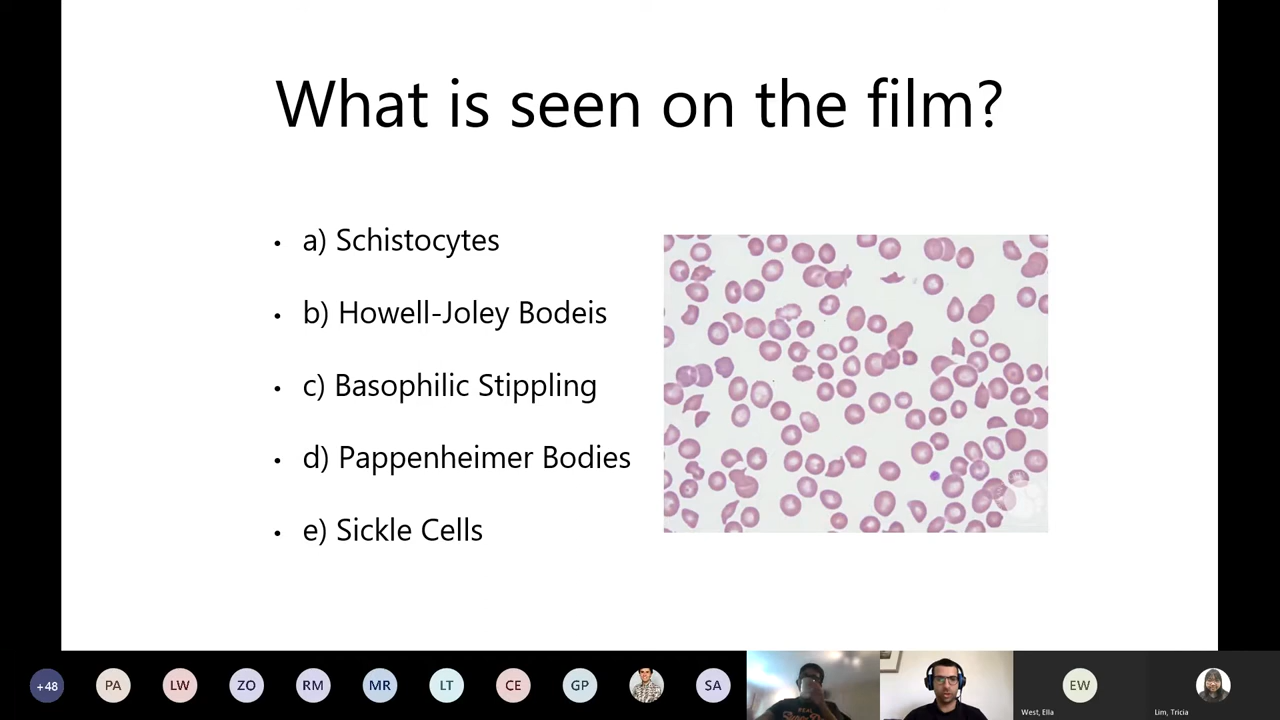 What is seen on the film?
• a) Schistocytes
• b) Howell-Joley Bodeis
• c) Basophilic Stippling
• d) Pappenheimer Bodies
• e) Sickle Cells
+48 PA LW ZO RM MR LT CE GP SA EW
West, Ella
Lim, Tricia